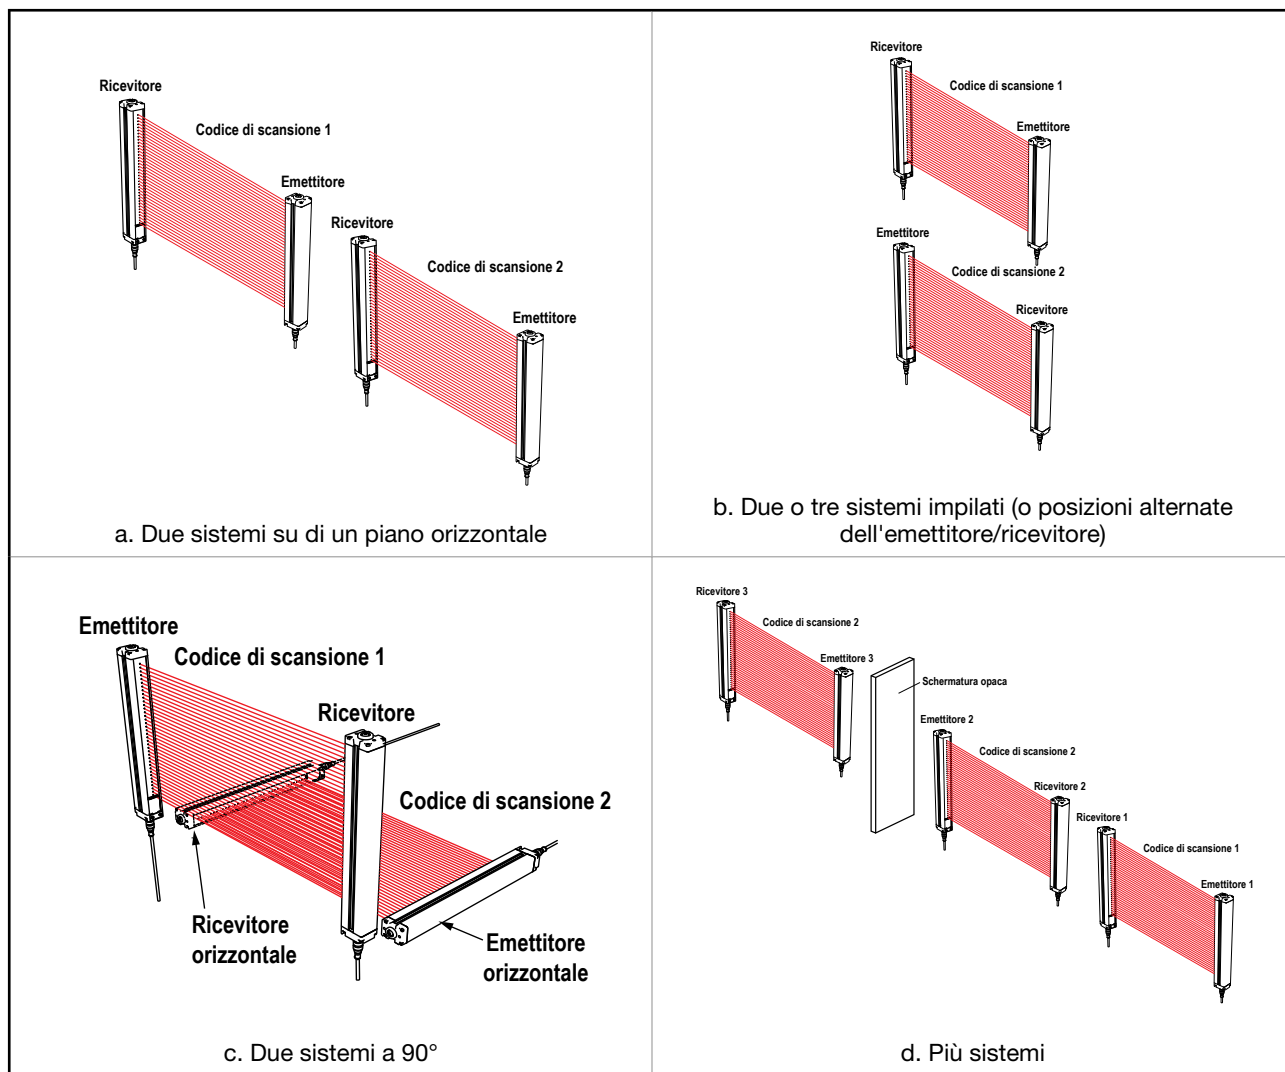 Ricevitore
Codice di scansione 1
Emettitore
Ricevitore
Codice di scansione 2
Emettitore
a. Due sistemi su di un piano orizzontale
Ricevitore
Codice di scansione 1
Emettitore
Emettitore
Codice di scansione 2
Ricevitore
b. Due o tre sistemi impilati (o posizioni alternate
dell'emettitore/ricevitore)
Emettitore
Codice di scansione 1
Ricevitore
Codice di scansione 2
Ricevitore
orizzontale
Emettitore
orizzontale
c. Due sistemi a 90°
Ricevitore 3
Codice di scansione 2
Emettitore 3
Schermatura opaca
Emettitore 2
Codice di scansione 2
Ricevitore 2
Ricevitore 1
Codice di scansione 1
Emettitore 1
d. Più sistemi